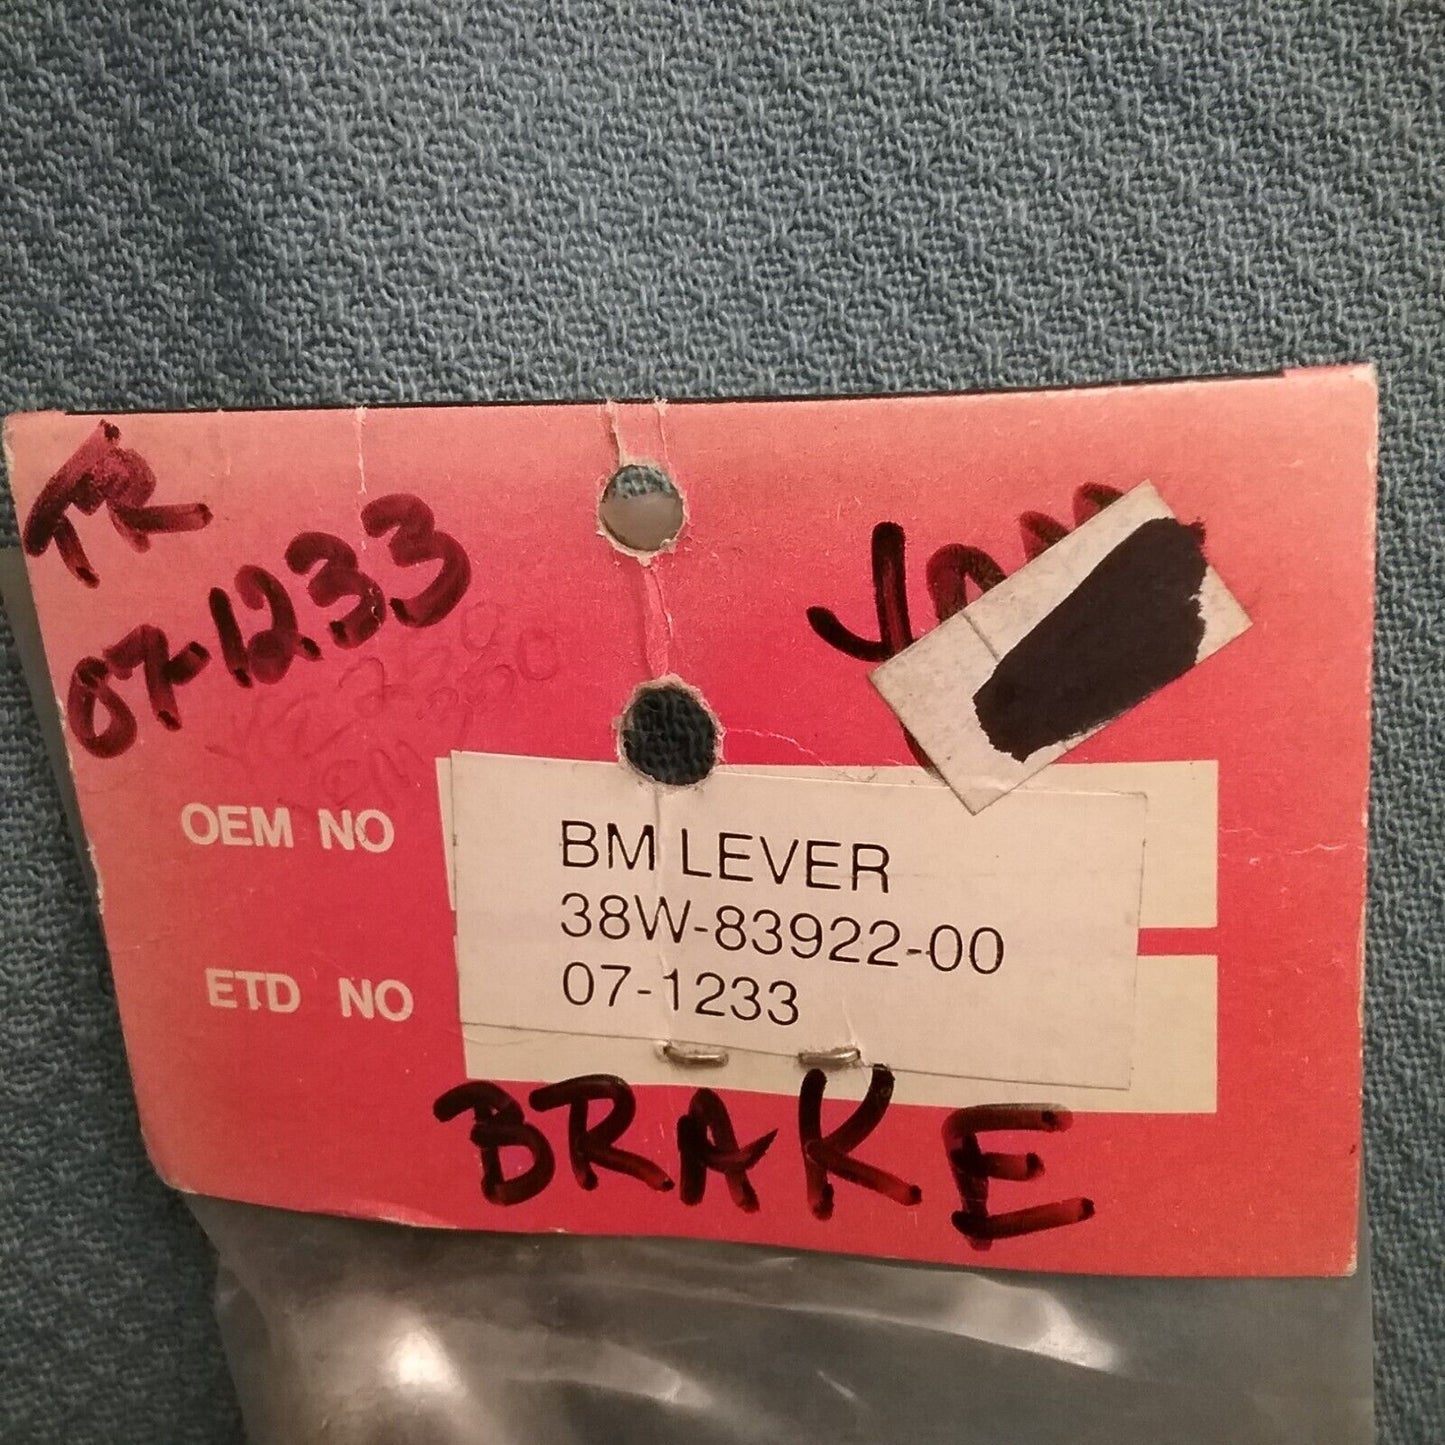 TR
07-1233
OEM NO
BM LEVER
38W-83922-00
07-1233
ETD NO
BRAKE